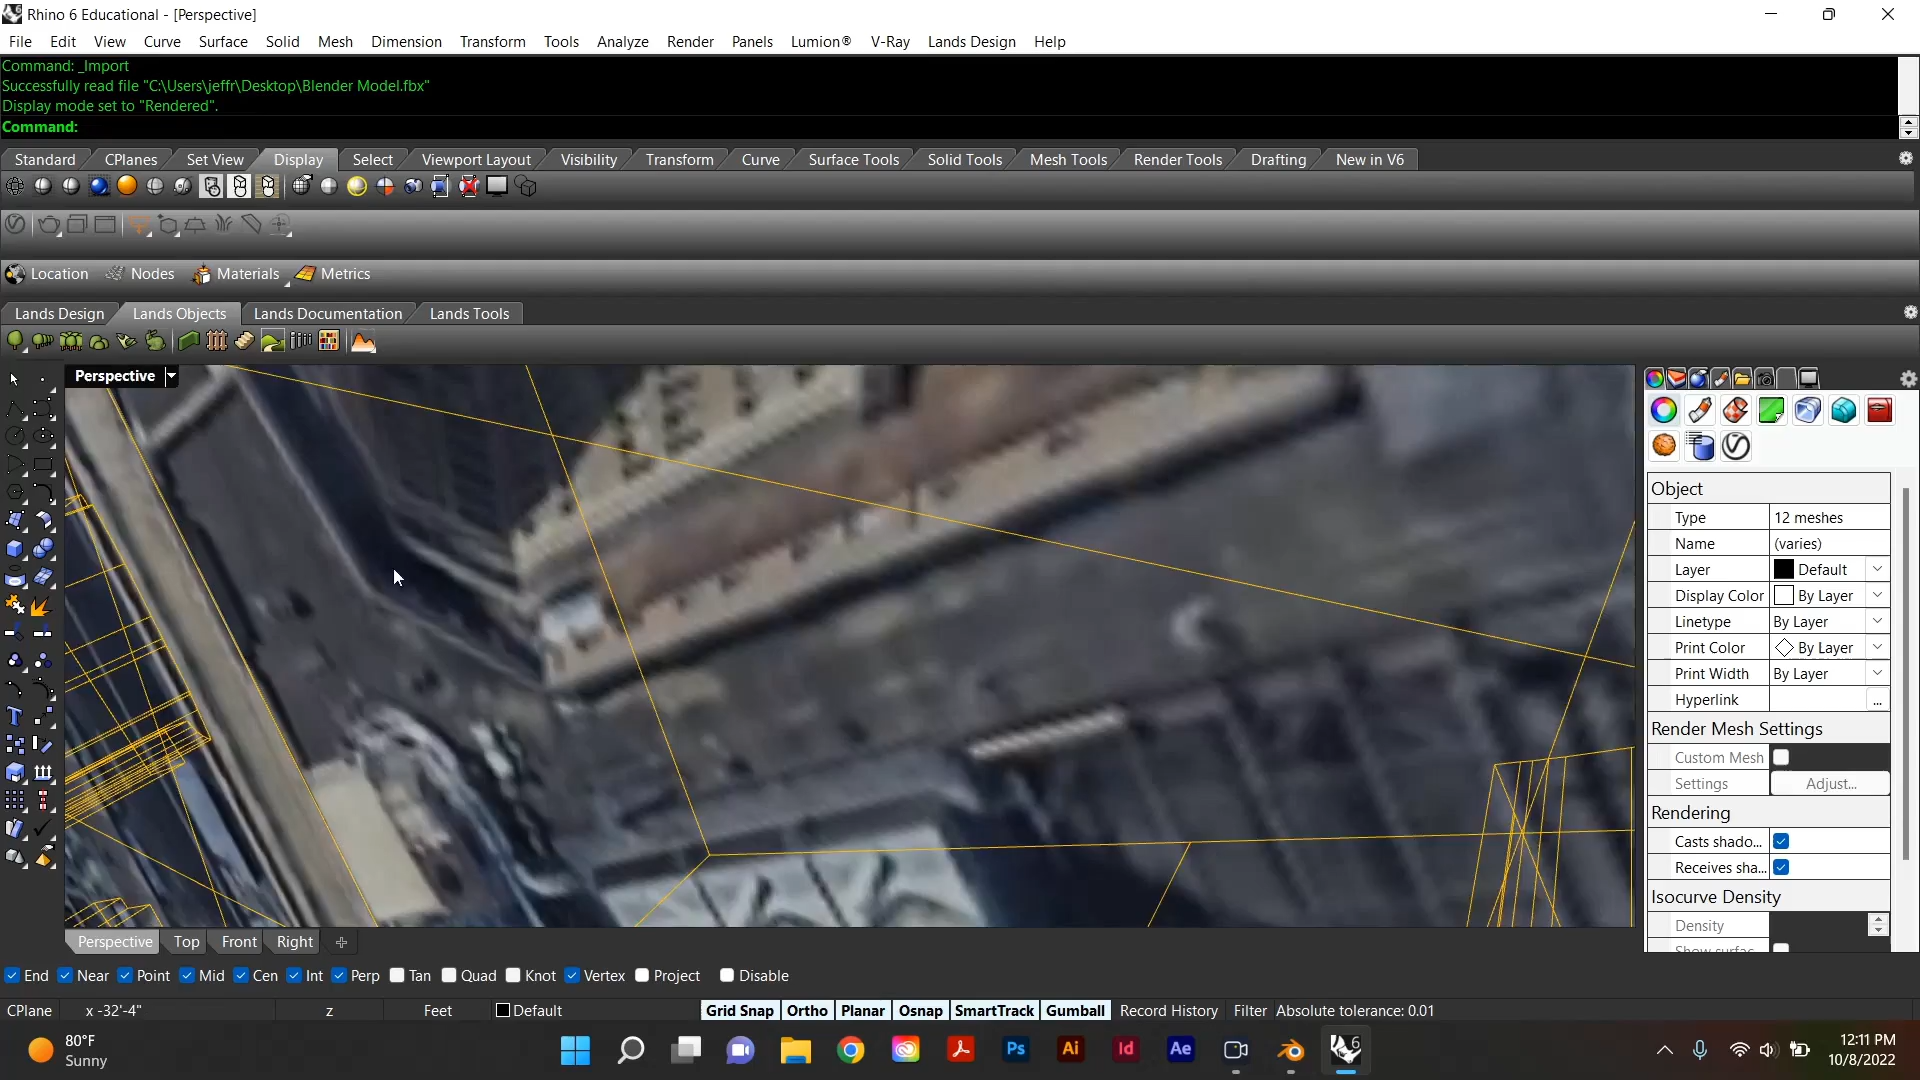 Rhino 6 Educational - [Perspective]
File Edit View Curve Surface Solid Mesh Dimension Transform Tools Analyze Render Panels Lumion® V-Ray Lands Design Help
Command: _Import
Successfully read file "C:\Users\jeffr\Desktop\Blender Model.fbx"
Display mode set to "Rendered".
Command:
Standard CPlanes Set View Display Select Viewport Layout Visibility Transform Curve Surface Tools Solid Tools Mesh Tools Render Tools Drafting New in V6
Location Nodes Materials Metrics
Lands Design Lands Objects Lands Documentation Lands Tools
Perspective
Object
Type 12 meshes
Name (varies)
Layer Default
Display Color By Layer
Linetype By Layer
Print Color By Layer
Print Width By Layer
Hyperlink ...
Render Mesh Settings
Custom Mesh
Settings Adjust...
Rendering
Casts shado...
Receives sha...
Isocurve Density
Density
Show surfac...
Perspective Top Front Right
End Near Point Mid Cen Int Perp Tan Quad Knot Vertex Project Disable
CPlane x -32'-4" z Feet Default Grid Snap Ortho Planar Osnap SmartTrack Gumball Record History Filter Absolute tolerance: 0.01
80°F
Sunny
Ps Ai Id Ae 6
12:11 PM
10/8/2022